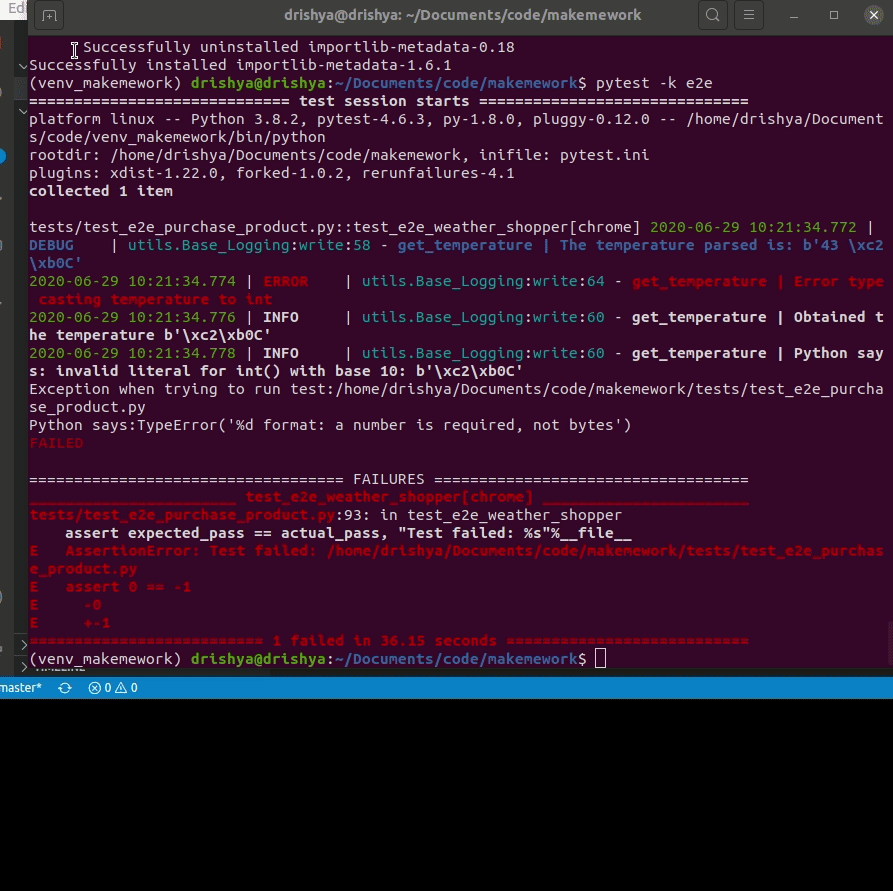 Edi
drishya@drishya: ~/Documents/code/makemework
Successfully uninstalled importlib-metadata-0.18
Successfully installed importlib-metadata-1.6.1
(venv_makemework) drishya@drishya:~/Documents/code/makemework$ pytest -k e2e
============================= test session starts ==============================
platform linux -- Python 3.8.2, pytest-4.6.3, py-1.8.0, pluggy-0.12.0 -- /home/drishya/Document
s/code/venv_makemework/bin/python
rootdir: /home/drishya/Documents/code/makemework, inifile: pytest.ini
plugins: xdist-1.22.0, forked-1.0.2, rerunfailures-4.1
collected 1 item
tests/test_e2e_purchase_product.py::test_e2e_weather_shopper[chrome] 2020-06-29 10:21:34.772 |
DEBUG    | utils.Base_Logging:write:58 - get_temperature | The temperature parsed is: b'43 \xc2
\xb0C'
2020-06-29 10:21:34.774 | ERROR    | utils.Base_Logging:write:64 - get_temperature | Error type
 casting temperature to int
2020-06-29 10:21:34.776 | INFO     | utils.Base_Logging:write:60 - get_temperature | Obtained t
he temperature b'\xc2\xb0C'
2020-06-29 10:21:34.778 | INFO     | utils.Base_Logging:write:60 - get_temperature | Python say
s: invalid literal for int() with base 10: b'\xc2\xb0C'
Exception when trying to run test:/home/drishya/Documents/code/makemework/tests/test_e2e_purcha
se_product.py
Python says:TypeError('%d format: a number is required, not bytes')
FAILED
=================================== FAILURES ===================================
_______________________ test_e2e_weather_shopper[chrome] _______________________
tests/test_e2e_purchase_product.py:93: in test_e2e_weather_shopper
    assert expected_pass == actual_pass, "Test failed: %s"%__file__
E   AssertionError: Test failed: /home/drishya/Documents/code/makemework/tests/test_e2e_purchas
e_product.py
E   assert 0 == -1
E     -0
E     +-1
========================== 1 failed in 36.15 seconds ===========================
(venv_makemework) drishya@drishya:~/Documents/code/makemework$
master* 0 0